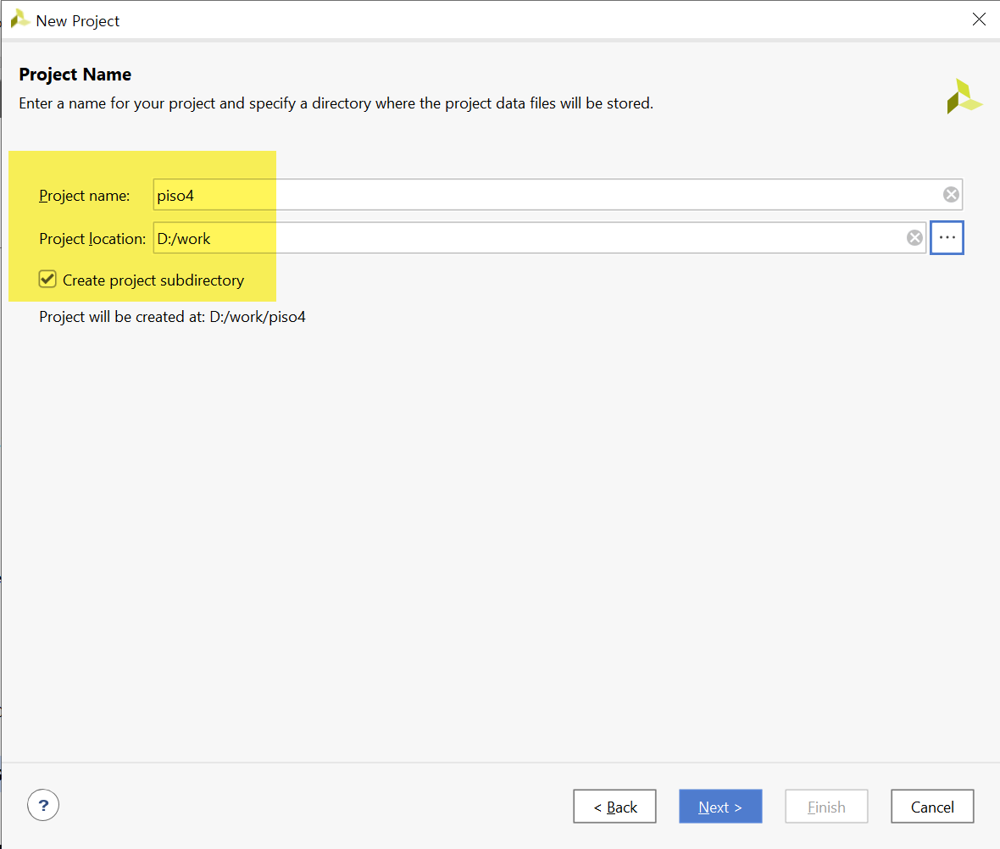 New Project
Project Name
Enter a name for your project and specify a directory where the project data files will be stored.
Project name: piso4
Project location: D:/work
···
Create project subdirectory
Project will be created at: D:/work/piso4
?
< Back
Next >
Finish
Cancel